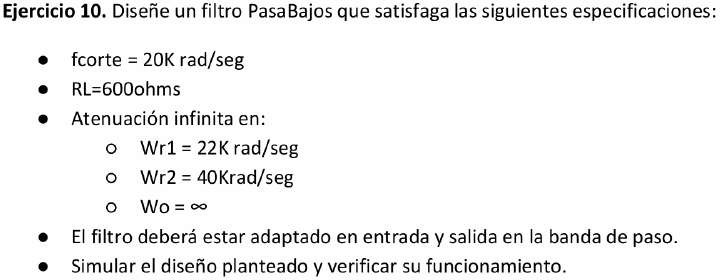 Ejercicio 10. Diseñe un filtro PasaBajos que satisfaga las siguientes especificaciones:
● fcorte = 20K rad/seg
● RL=600ohms
● Atenuación infinita en:
○ Wr1 = 22K rad/seg
○ Wr2 = 40Krad/seg
○ Wo = ∞
● El filtro deberá estar adaptado en entrada y salida en la banda de paso.
● Simular el diseño planteado y verificar su funcionamiento.